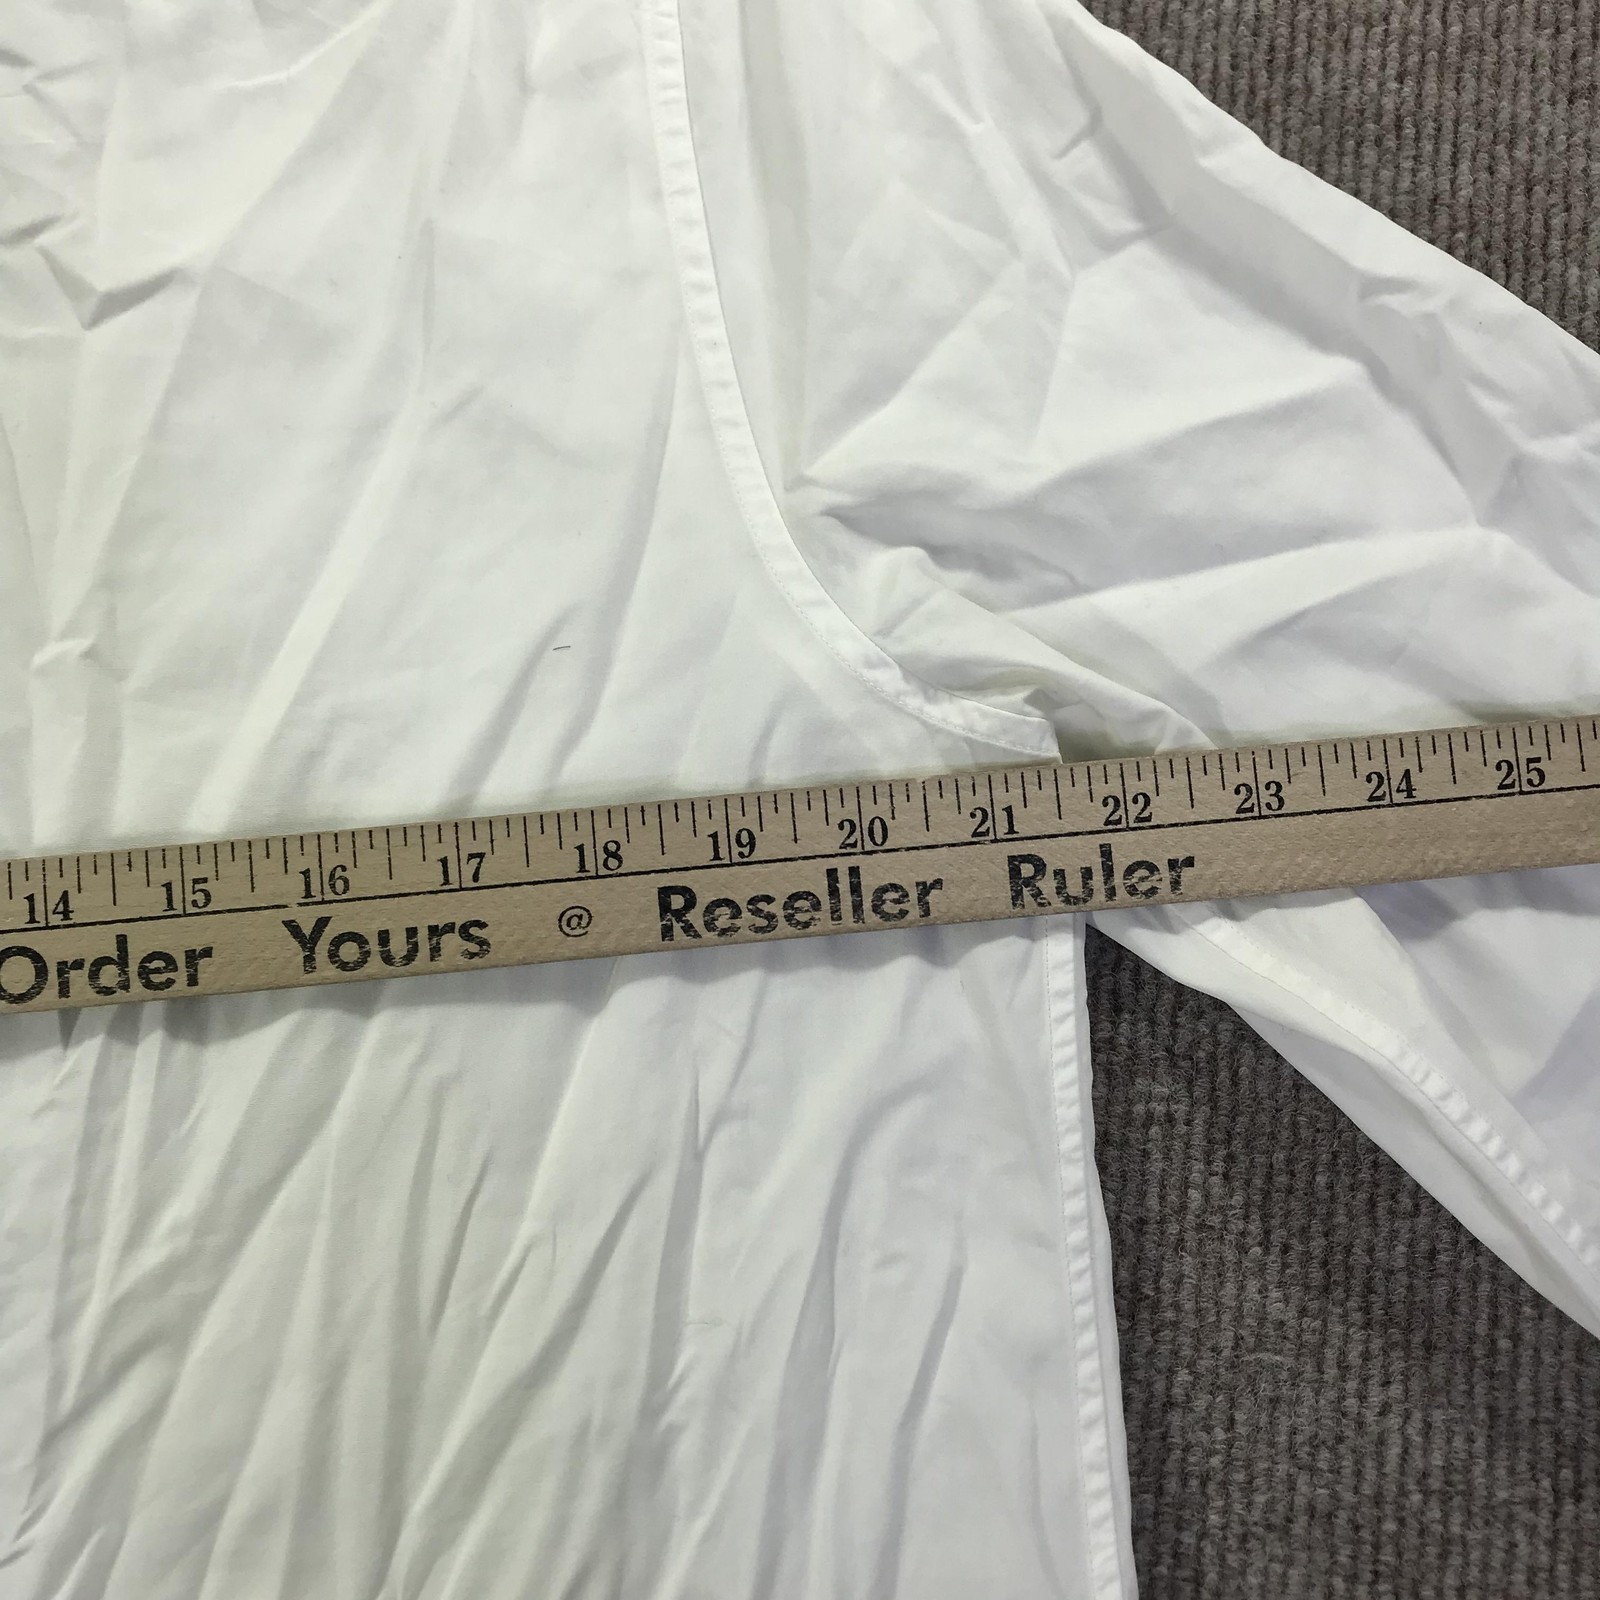 14 15 16 17 18 19 20 21 22 23 24 25
Order Yours @ Reseller Ruler